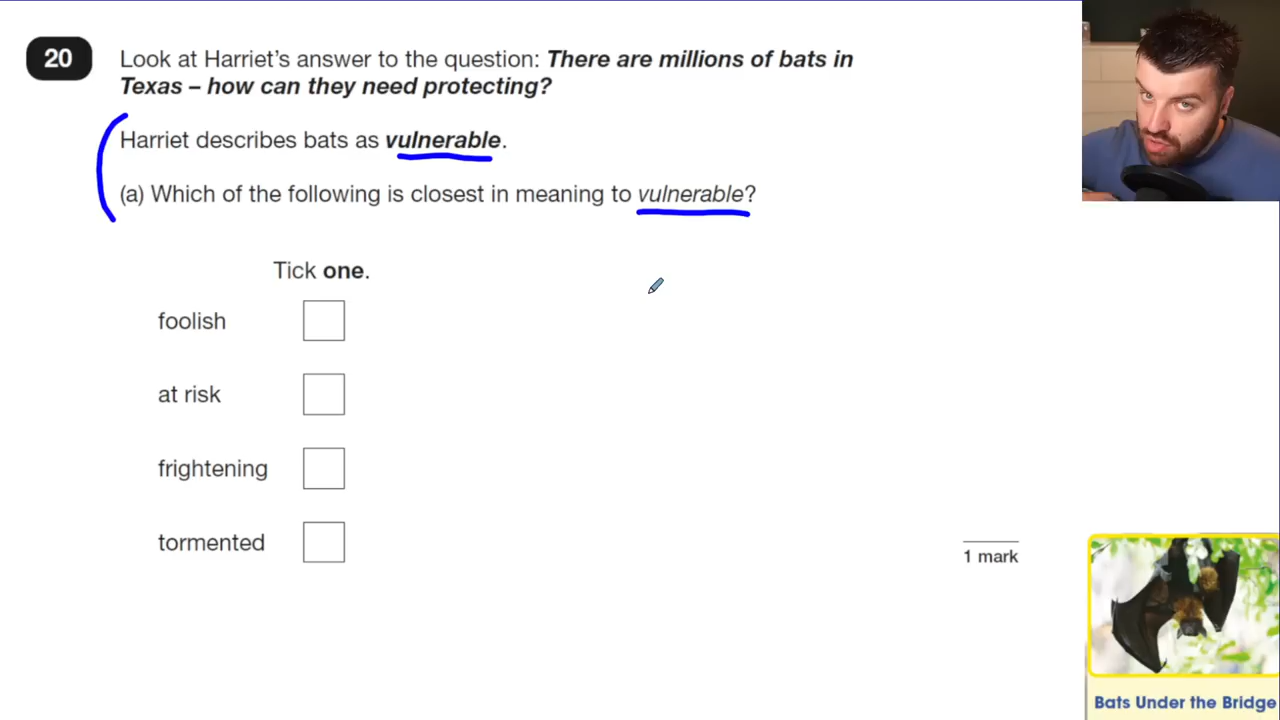 20
Look at Harriet's answer to the question: There are millions of bats in
Texas – how can they need protecting?
Harriet describes bats as vulnerable.
(a) Which of the following is closest in meaning to vulnerable?
Tick one.
foolish
at risk
frightening
tormented
1 mark
Bats Under the Bridge